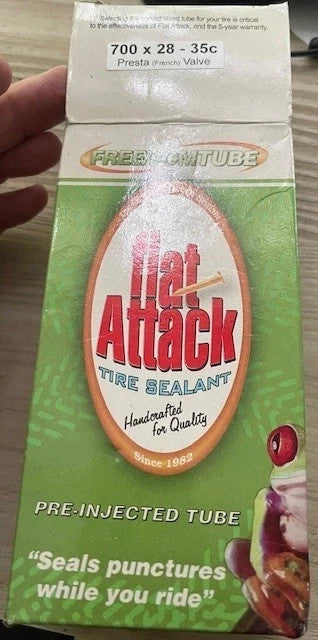 Selecting the correct sized tube for your tire is critical
to the effectiveness of Flat Attack, and the 5-year warranty.
700 x 28 - 35c
Presta (French) Valve
FREEDOMTUBE
flat
Attack
TIRE SEALANT
Handcrafted
for Quality
Since 1982
PRE-INJECTED TUBE
"Seals punctures
while you ride"